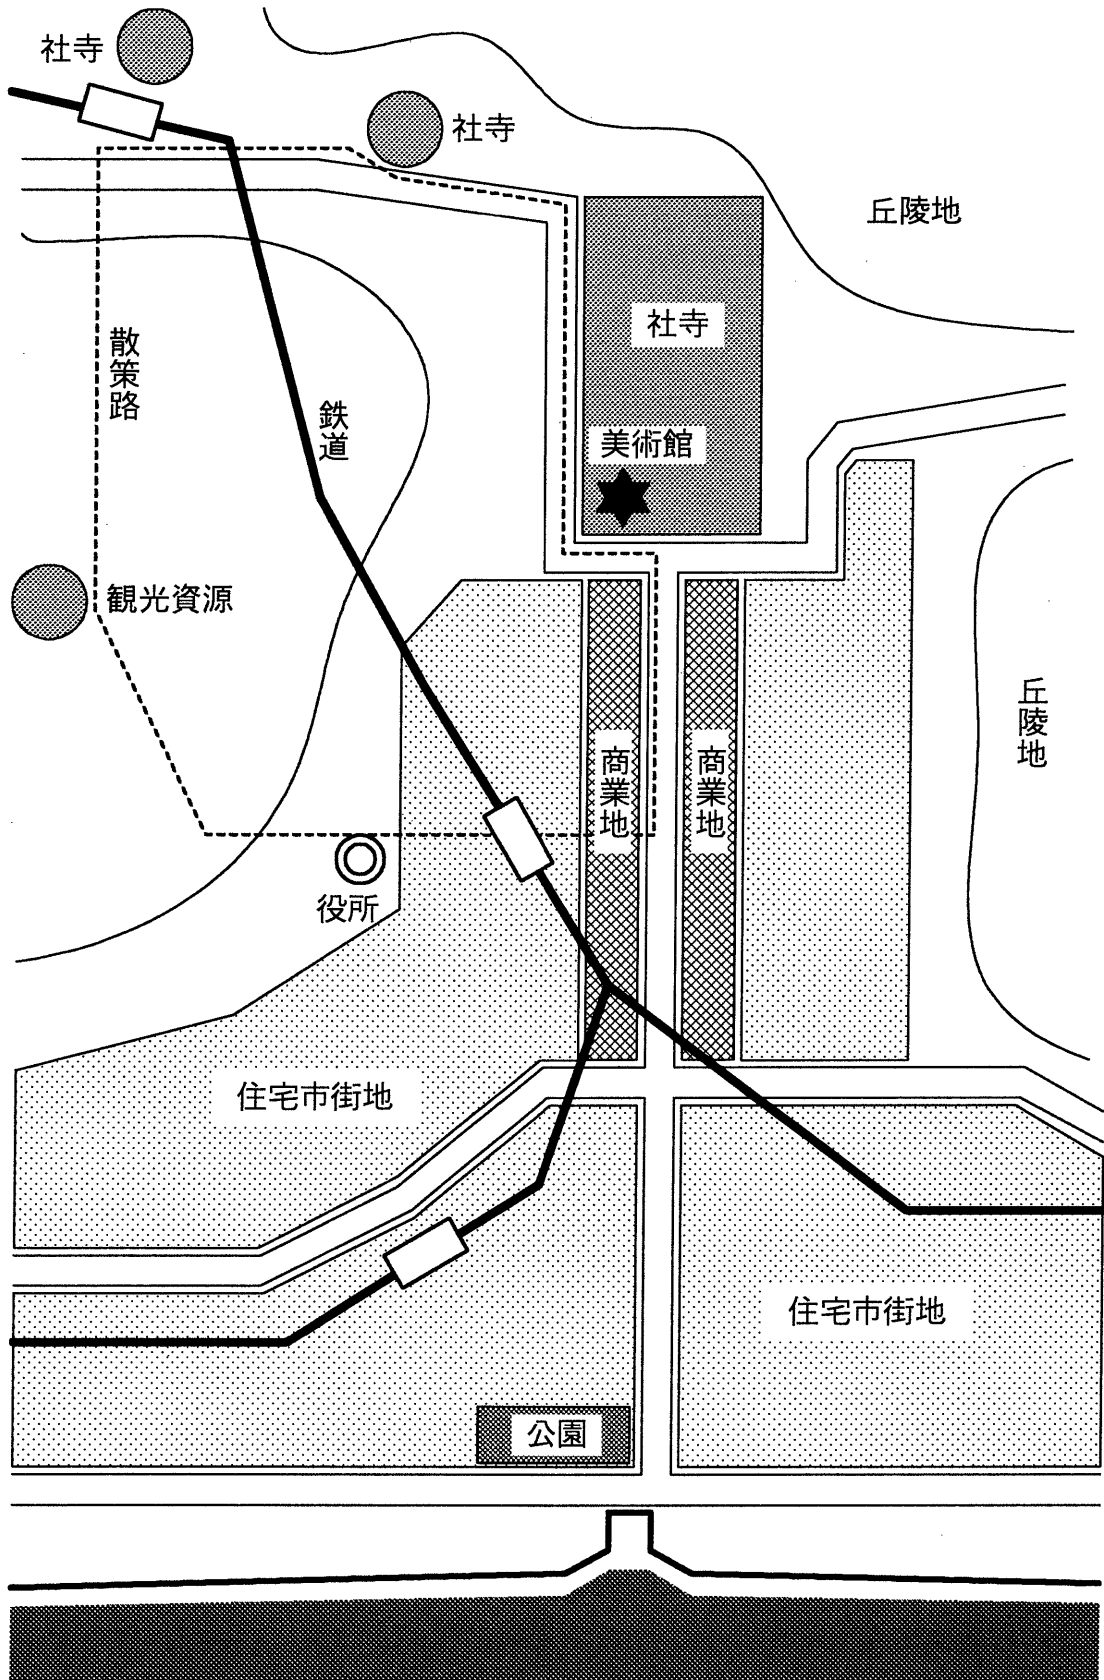 社寺
社寺
丘陵地
社寺
散策路
鉄道
美術館
観光資源
丘陵地
商業地
商業地
役所
住宅市街地
住宅市街地
公園